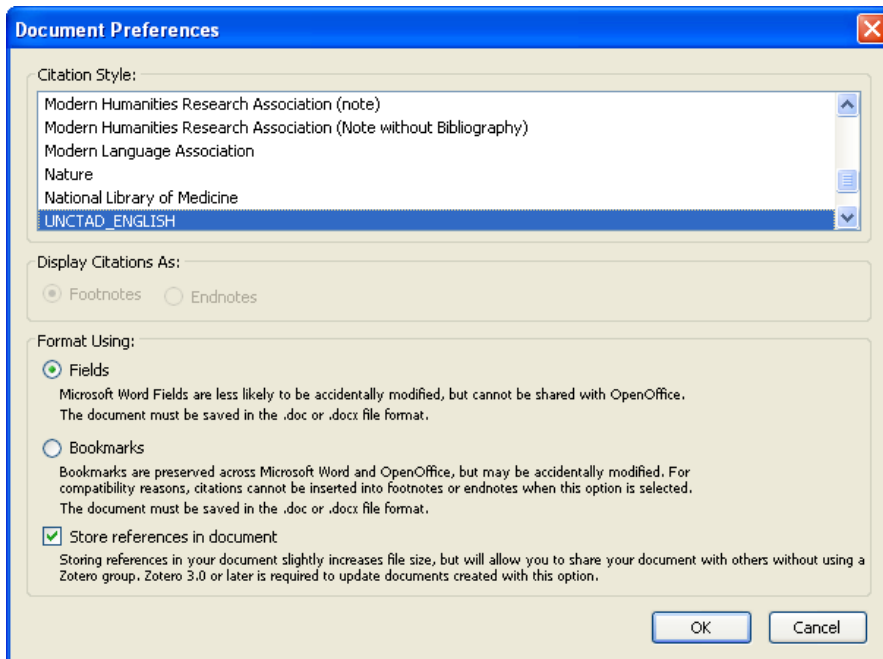 Document Preferences
Citation Style:
Modern Humanities Research Association (note)
Modern Humanities Research Association (Note without Bibliography)
Modern Language Association
Nature
National Library of Medicine
UNCTAD_ENGLISH
Display Citations As:
Footnotes Endnotes
Format Using:
Fields
Microsoft Word Fields are less likely to be accidentally modified, but cannot be shared with OpenOffice.
The document must be saved in the .doc or .docx file format.
Bookmarks
Bookmarks are preserved across Microsoft Word and OpenOffice, but may be accidentally modified. For
compatibility reasons, citations cannot be inserted into footnotes or endnotes when this option is selected.
The document must be saved in the .doc or .docx file format.
Store references in document
Storing references in your document slightly increases file size, but will allow you to share your document with others without using a
Zotero group. Zotero 3.0 or later is required to update documents created with this option.
OK Cancel